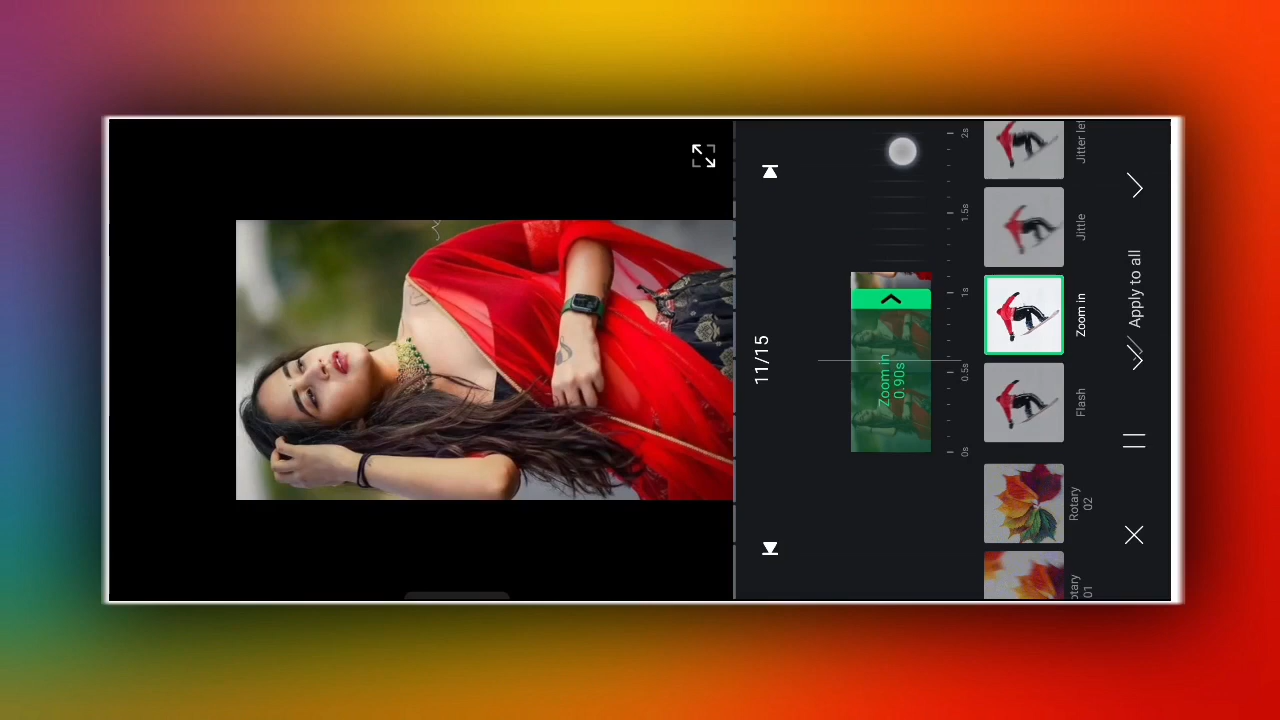 11/15
Zoom in
0.90s
0s
0.5s
1s
1.5s
2s
Rotary
01
Rotary
02
Flash
Zoom in
Jittle
Jitter lef
Apply to all